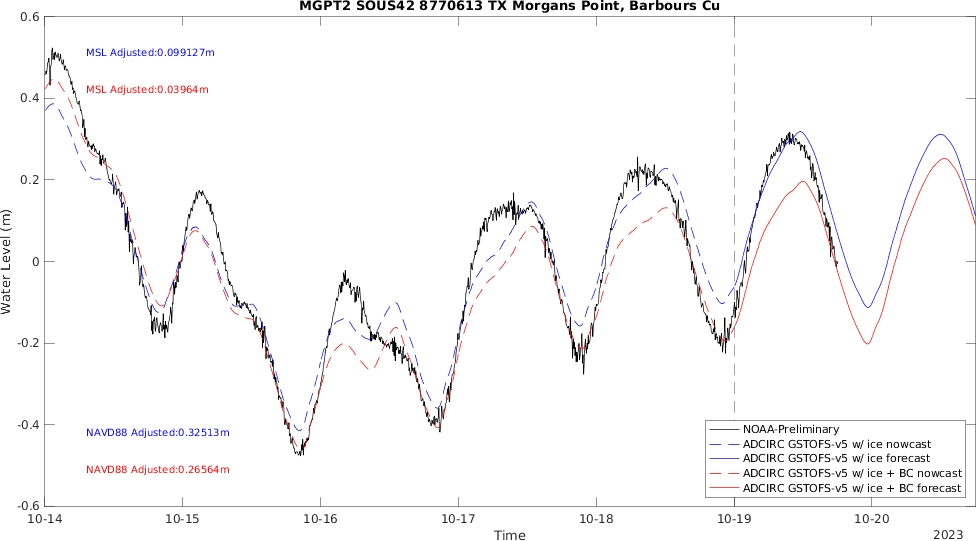 MGPT2 SOUS42 8770613 TX Morgans Point, Barbours Cu
0.6
0.4
0.2
0
-0.2
-0.4
-0.6
Water Level (m)
MSL Adjusted:0.099127m
MSL Adjusted:0.03964m
NAVD88 Adjusted:0.32513m
NAVD88 Adjusted:0.26564m
NOAA-Preliminary
ADCIRC GSTOFS-v5 w/ ice nowcast
ADCIRC GSTOFS-v5 w/ ice forecast
ADCIRC GSTOFS-v5 w/ ice + BC nowcast
ADCIRC GSTOFS-v5 w/ ice + BC forecast
10-14 10-15 10-16 10-17 10-18 10-19 10-20
Time
2023